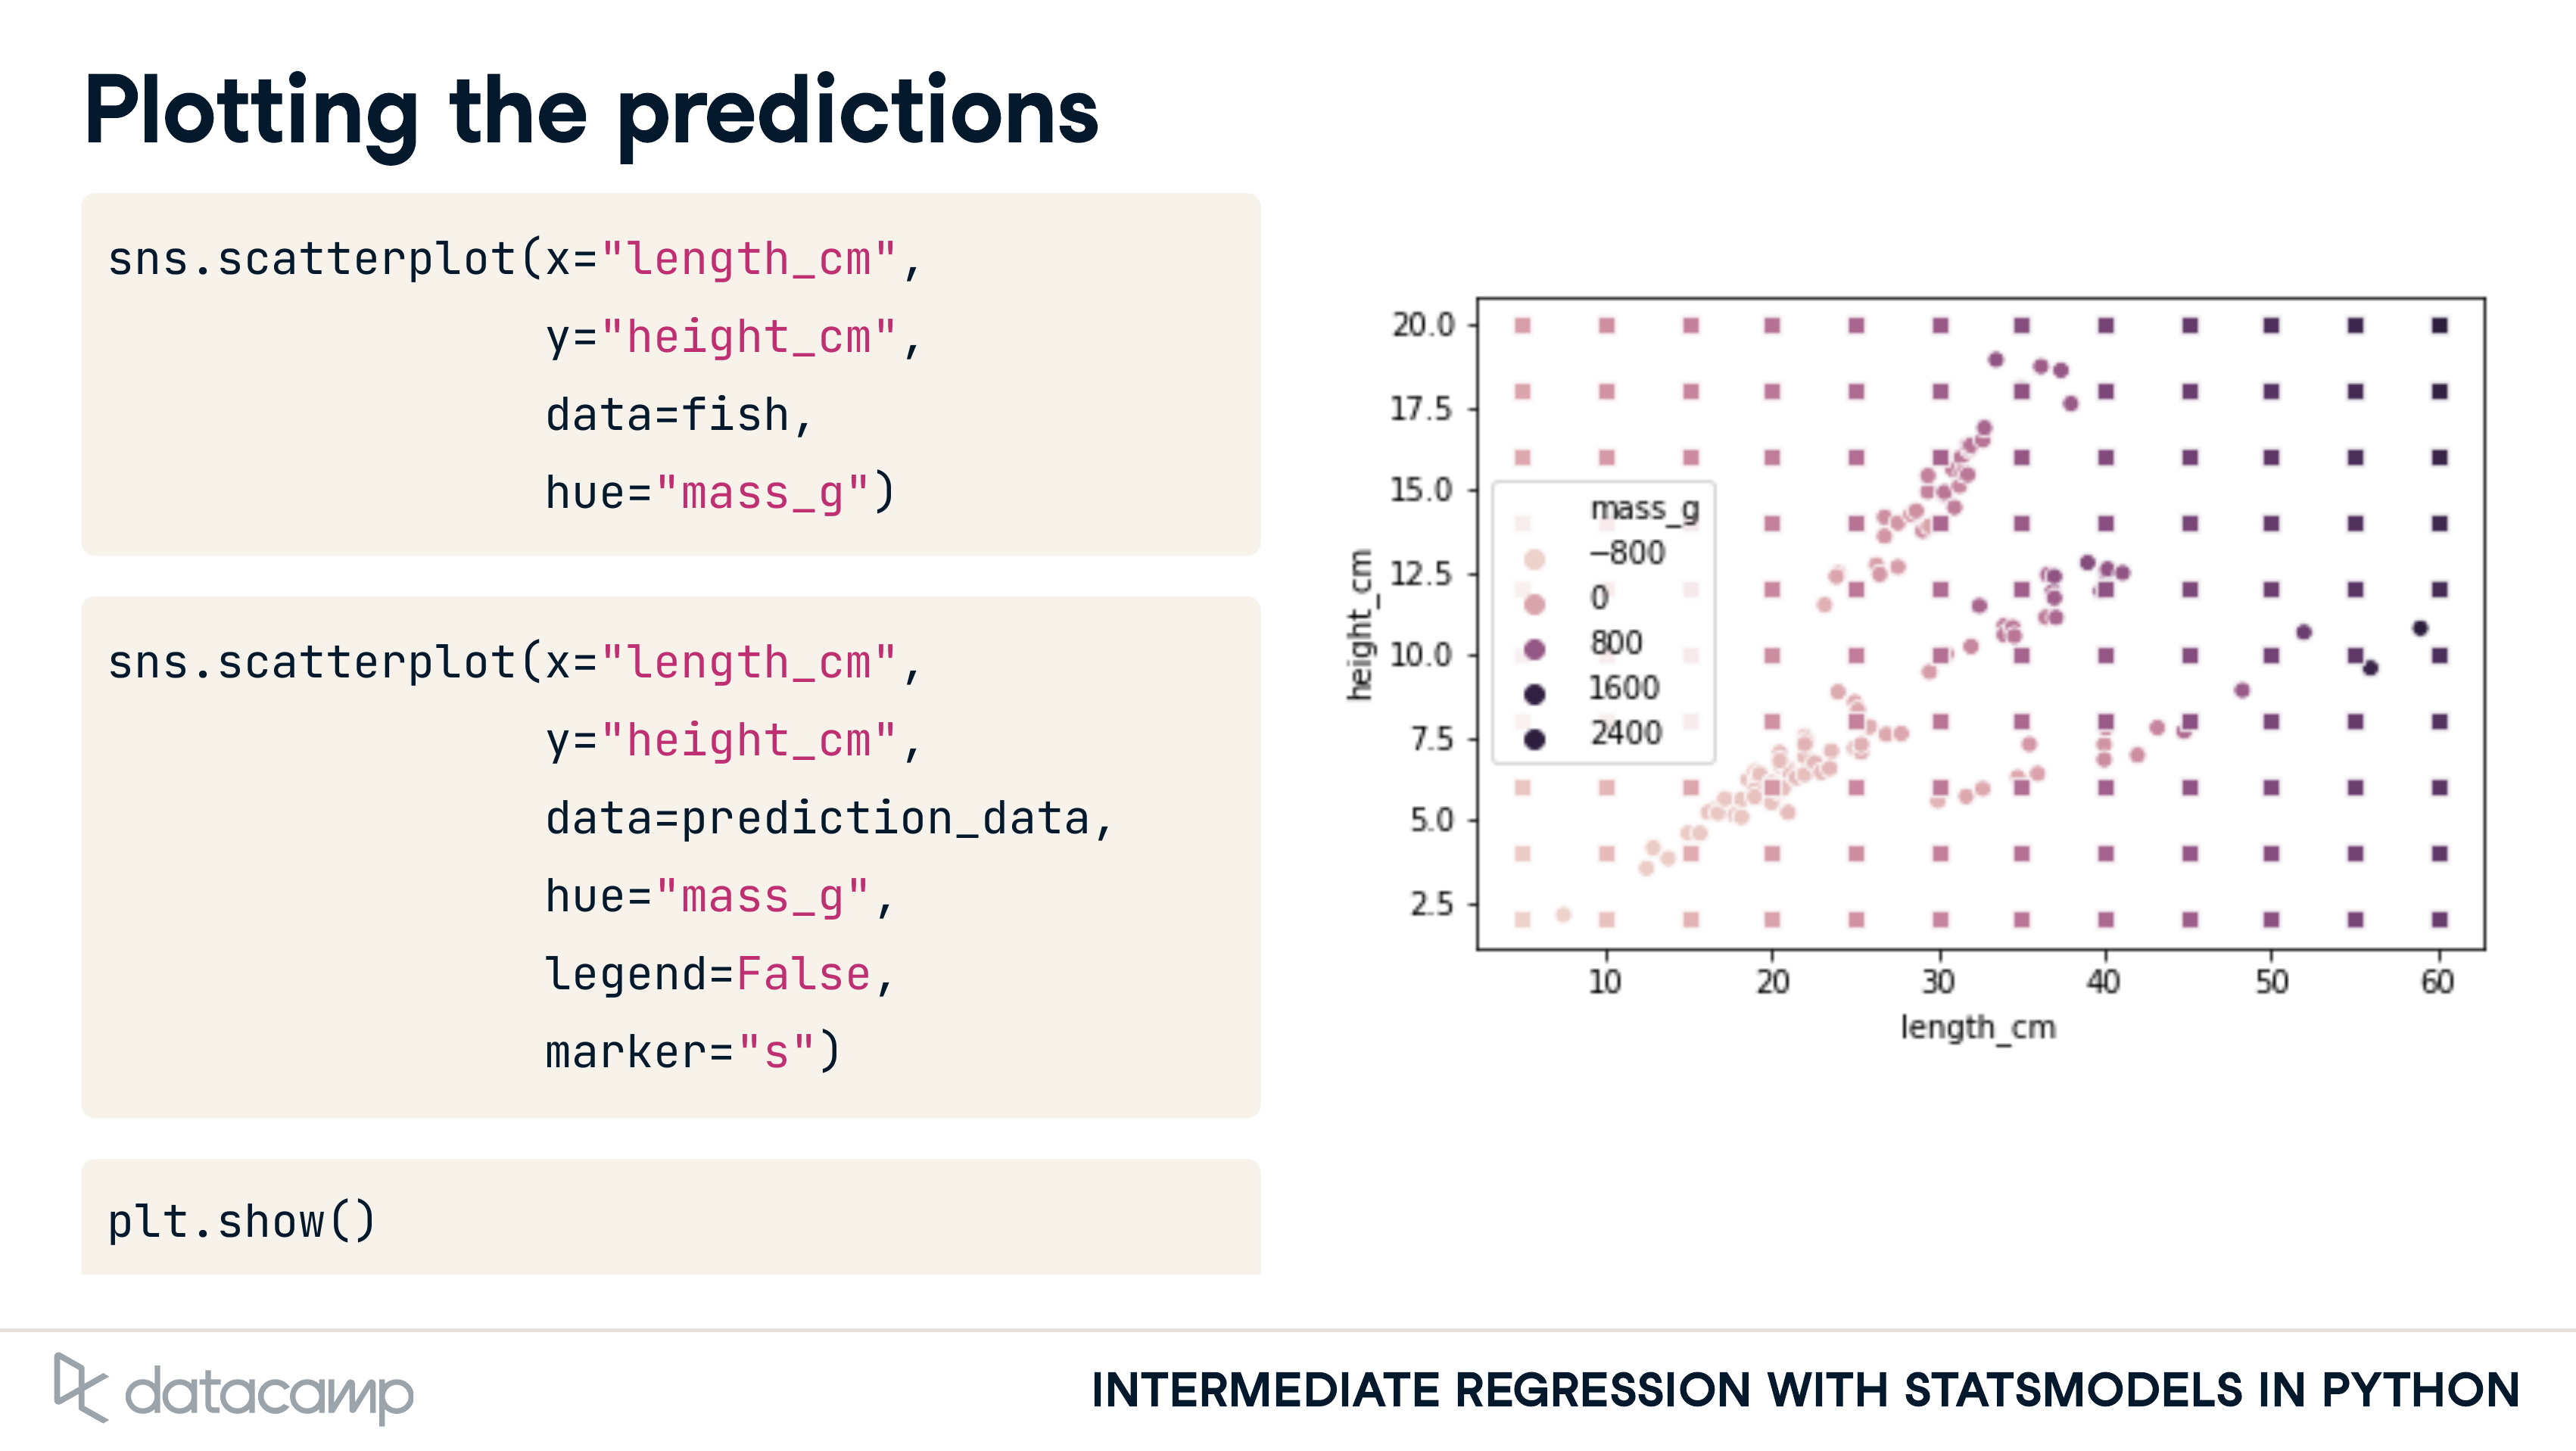 Plotting the predictions
sns.scatterplot(x="length_cm",
y="height_cm",
data=fish,
hue="mass_g")
sns.scatterplot(x="length_cm",
y="height_cm",
data=prediction_data,
hue="mass_g",
legend=False,
marker="s")
plt.show()
20.0
17.5
15.0
12.5
10.0
7.5
5.0
2.5
height_cm
mass_g
−800
0
800
1600
2400
10 20 30 40 50 60
length_cm
datacamp
INTERMEDIATE REGRESSION WITH STATSMODELS IN PYTHON